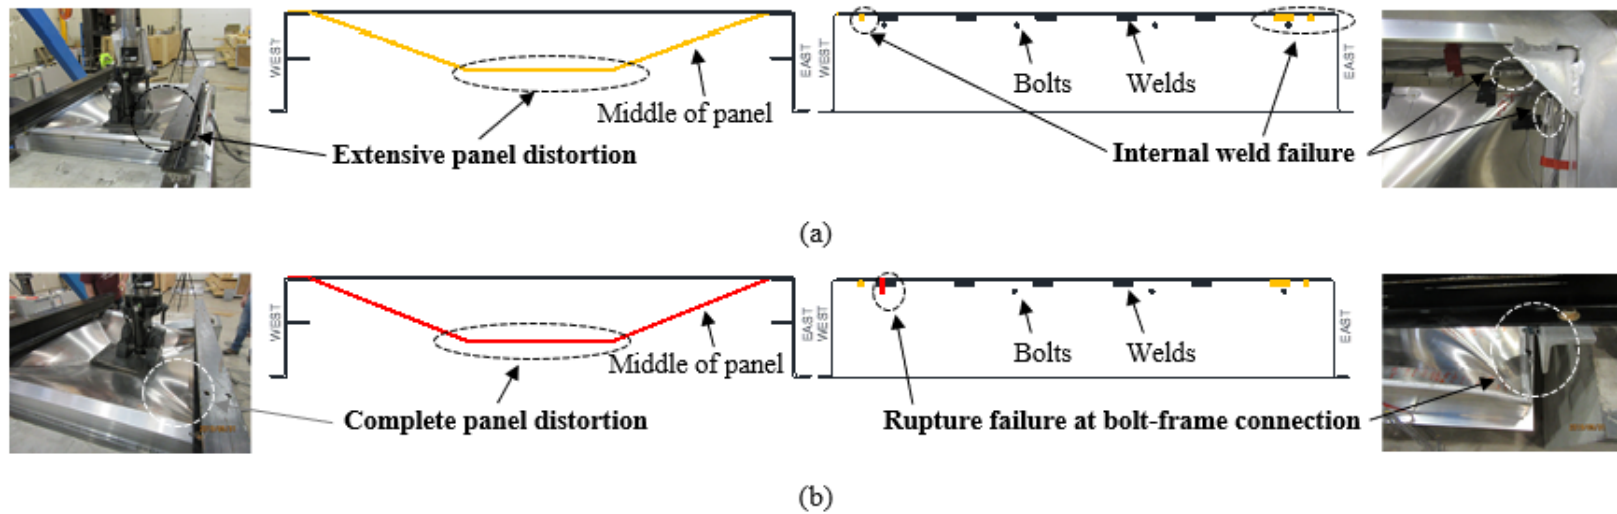 WEST
EAST
WEST
EAST
Bolts
Welds
Middle of panel
Extensive panel distortion
Internal weld failure
(a)
WEST
EAST
WEST
EAST
Bolts
Welds
Middle of panel
Complete panel distortion
Rupture failure at bolt-frame connection
(b)